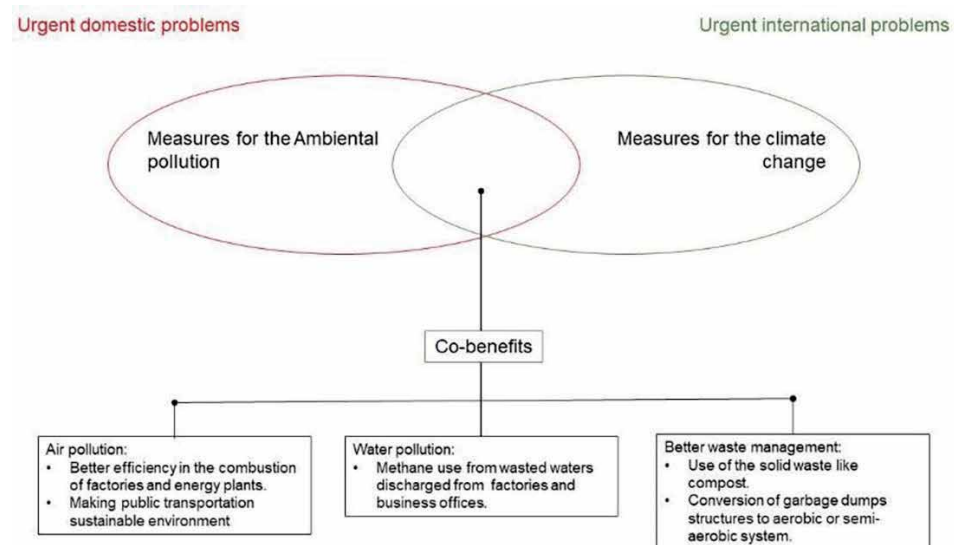 Urgent domestic problems
Urgent international problems
Measures for the Ambiental
pollution
Measures for the climate
change
Co-benefits
Air pollution:
• Better efficiency in the combustion
of factories and energy plants.
• Making public transportation
sustainable environment
Water pollution:
• Methane use from wasted waters
discharged from factories and
business offices.
Better waste management:
• Use of the solid waste like
compost.
• Conversion of garbage dumps
structures to aerobic or semi-
aerobic system.